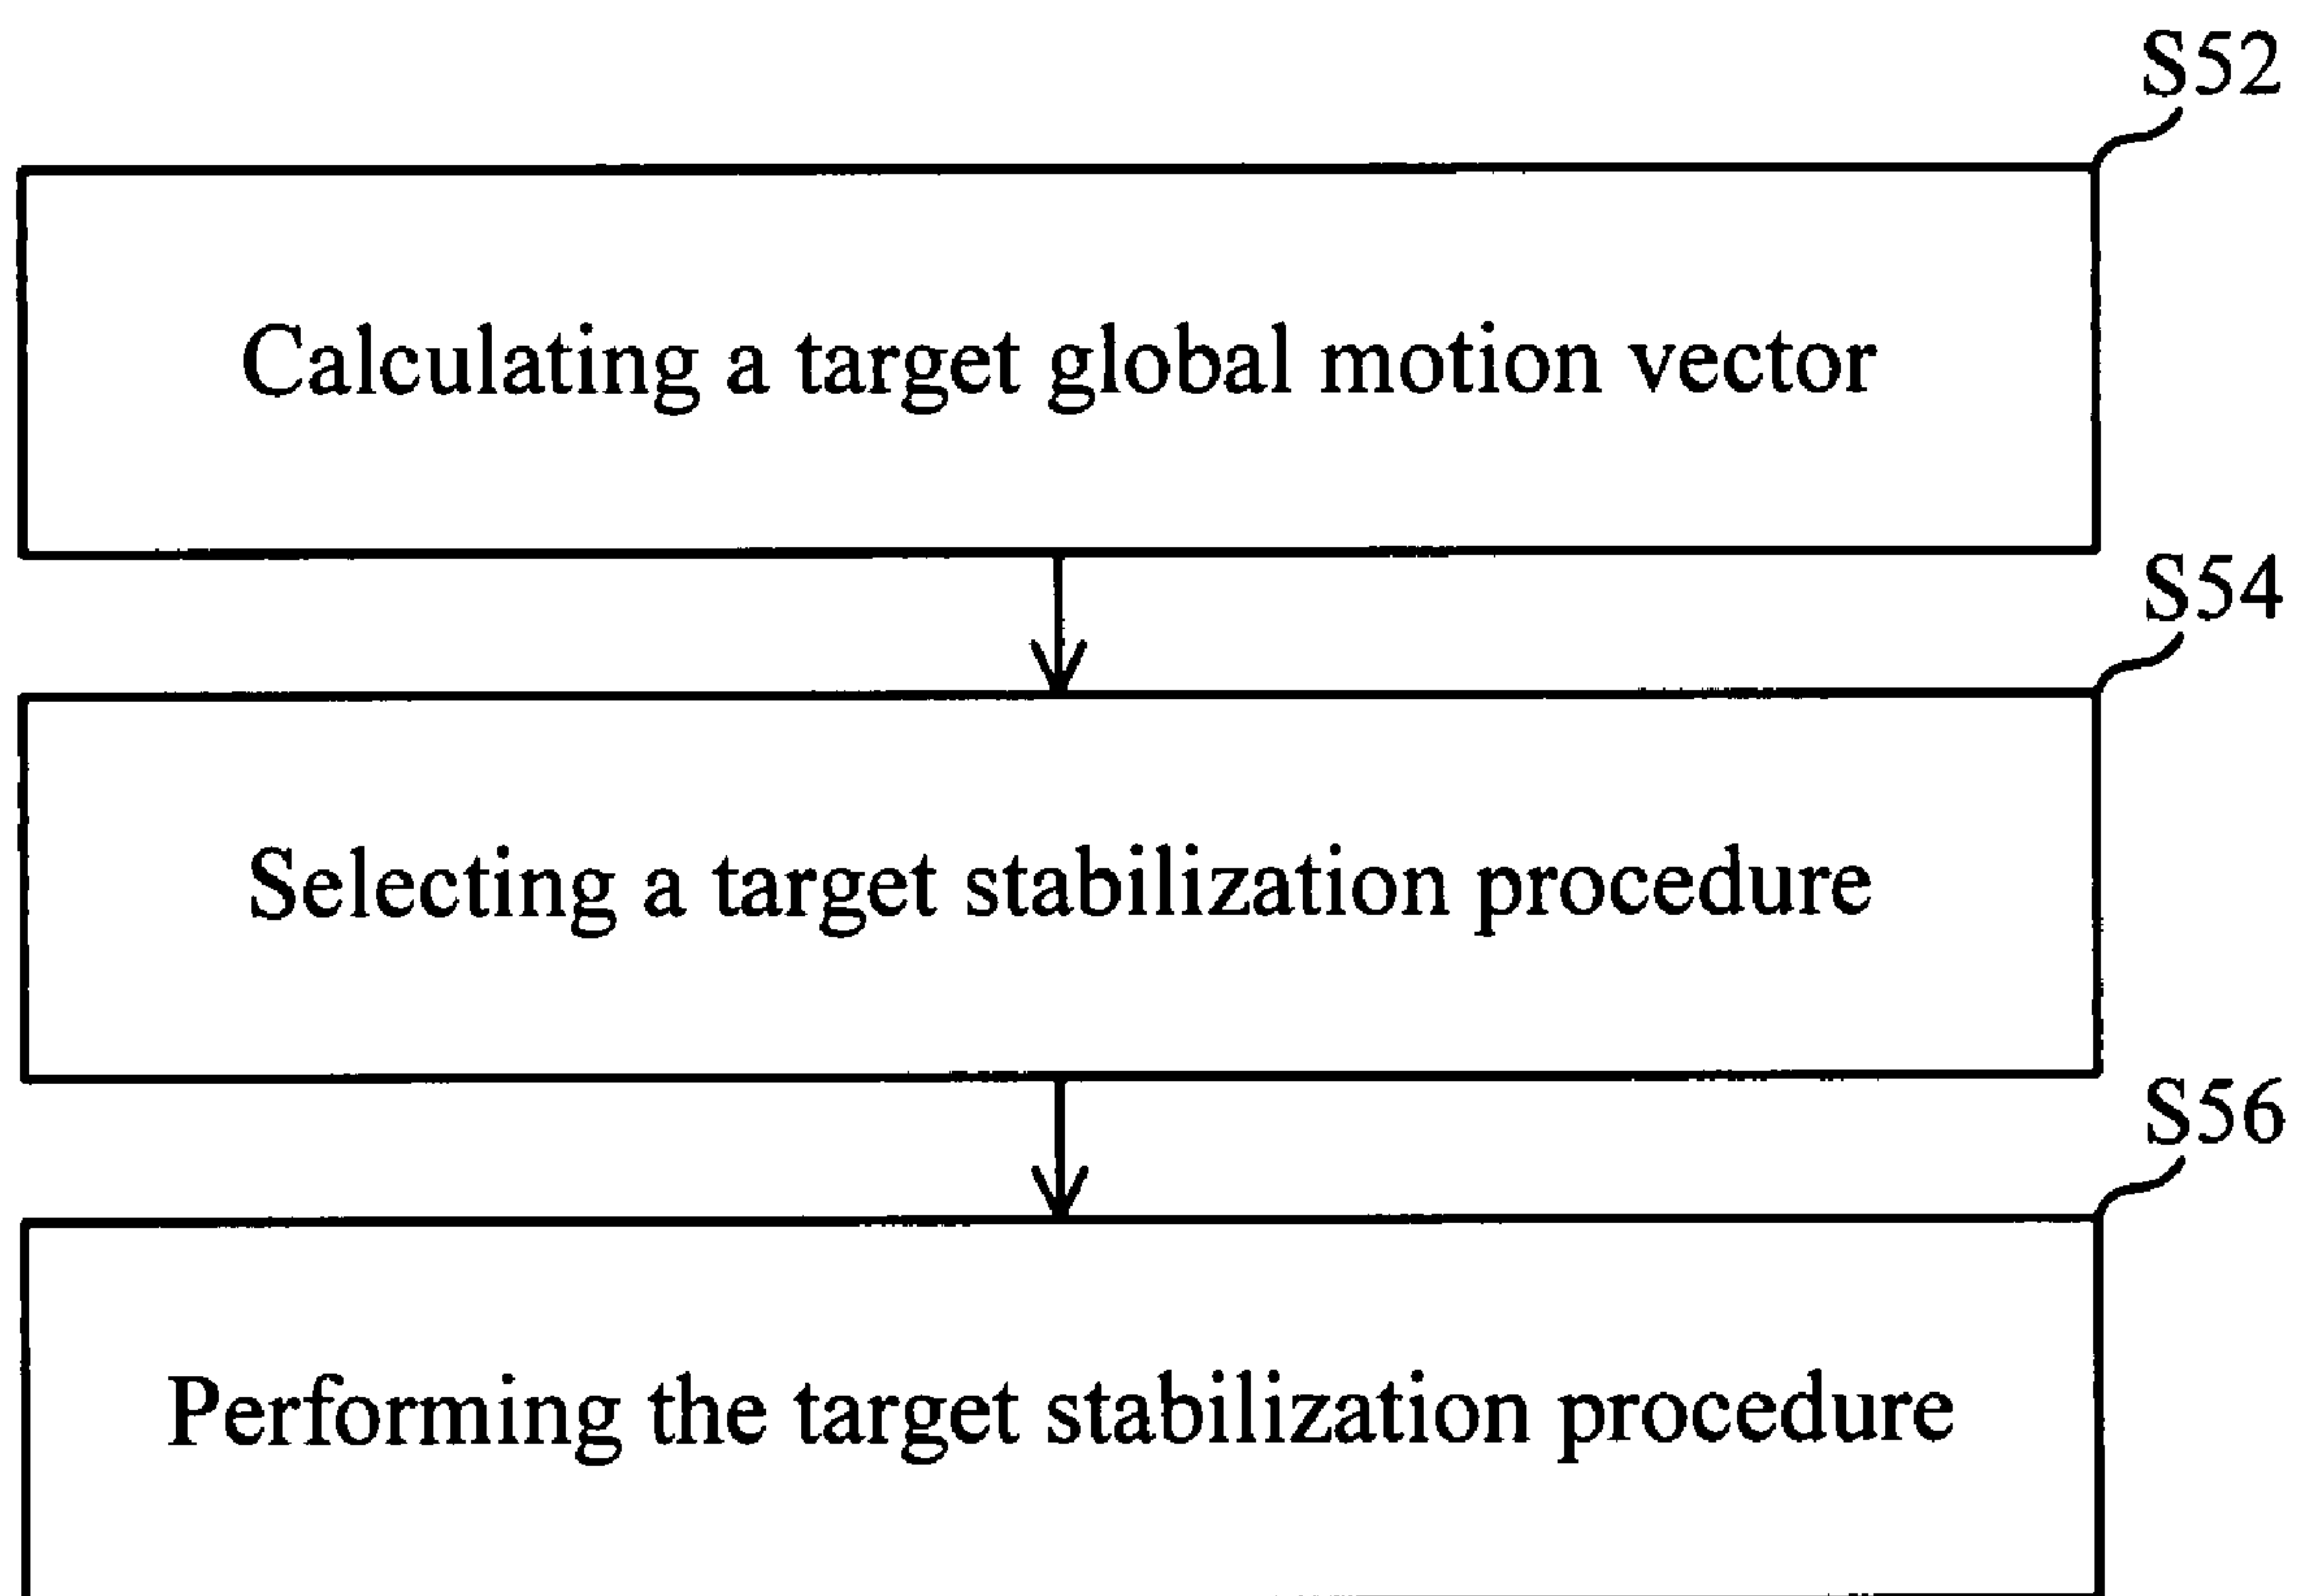 S52
Calculating a target global motion vector
S54
Selecting a target stabilization procedure
S56
Performing the target stabilization procedure